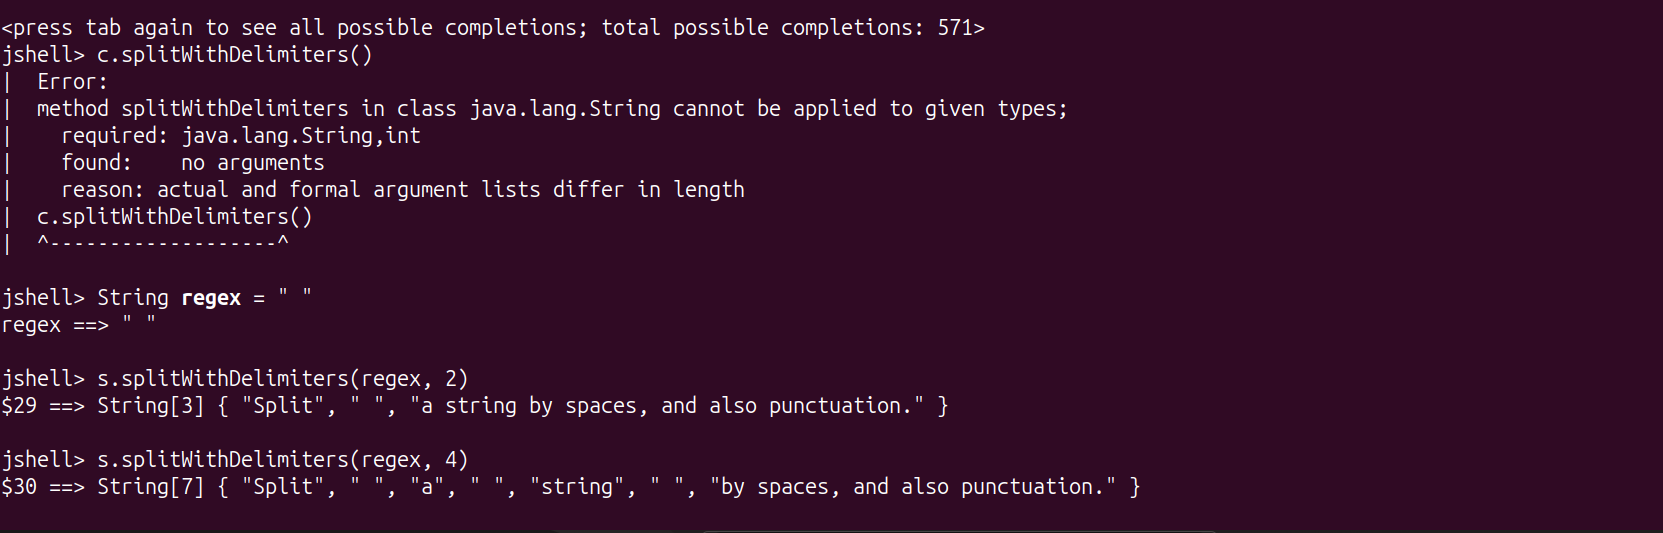 <press tab again to see all possible completions; total possible completions: 571>
jshell> c.splitWithDelimiters()
|  Error:
|  method splitWithDelimiters in class java.lang.String cannot be applied to given types;
|    required: java.lang.String,int
|    found:    no arguments
|    reason: actual and formal argument lists differ in length
|  c.splitWithDelimiters()
|  ^-------------------^
jshell> String regex = " "
regex ==> " "
jshell> s.splitWithDelimiters(regex, 2)
$29 ==> String[3] { "Split", " ", "a string by spaces, and also punctuation." }
jshell> s.splitWithDelimiters(regex, 4)
$30 ==> String[7] { "Split", " ", "a", " ", "string", " ", "by spaces, and also punctuation." }